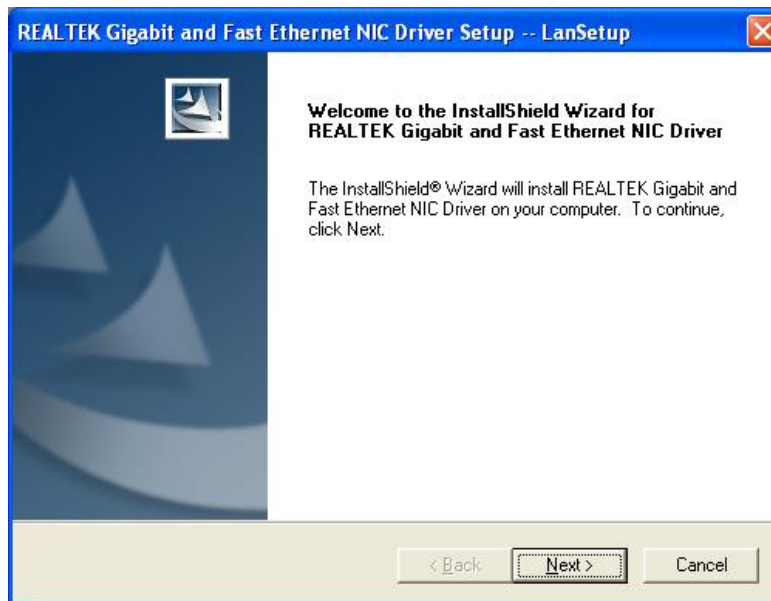 REALTEK Gigabit and Fast Ethernet NIC Driver Setup -- LanSetup
Welcome to the InstallShield Wizard for
REALTEK Gigabit and Fast Ethernet NIC Driver
The InstallShield® Wizard will install REALTEK Gigabit and
Fast Ethernet NIC Driver on your computer. To continue,
click Next.
< Back Next > Cancel